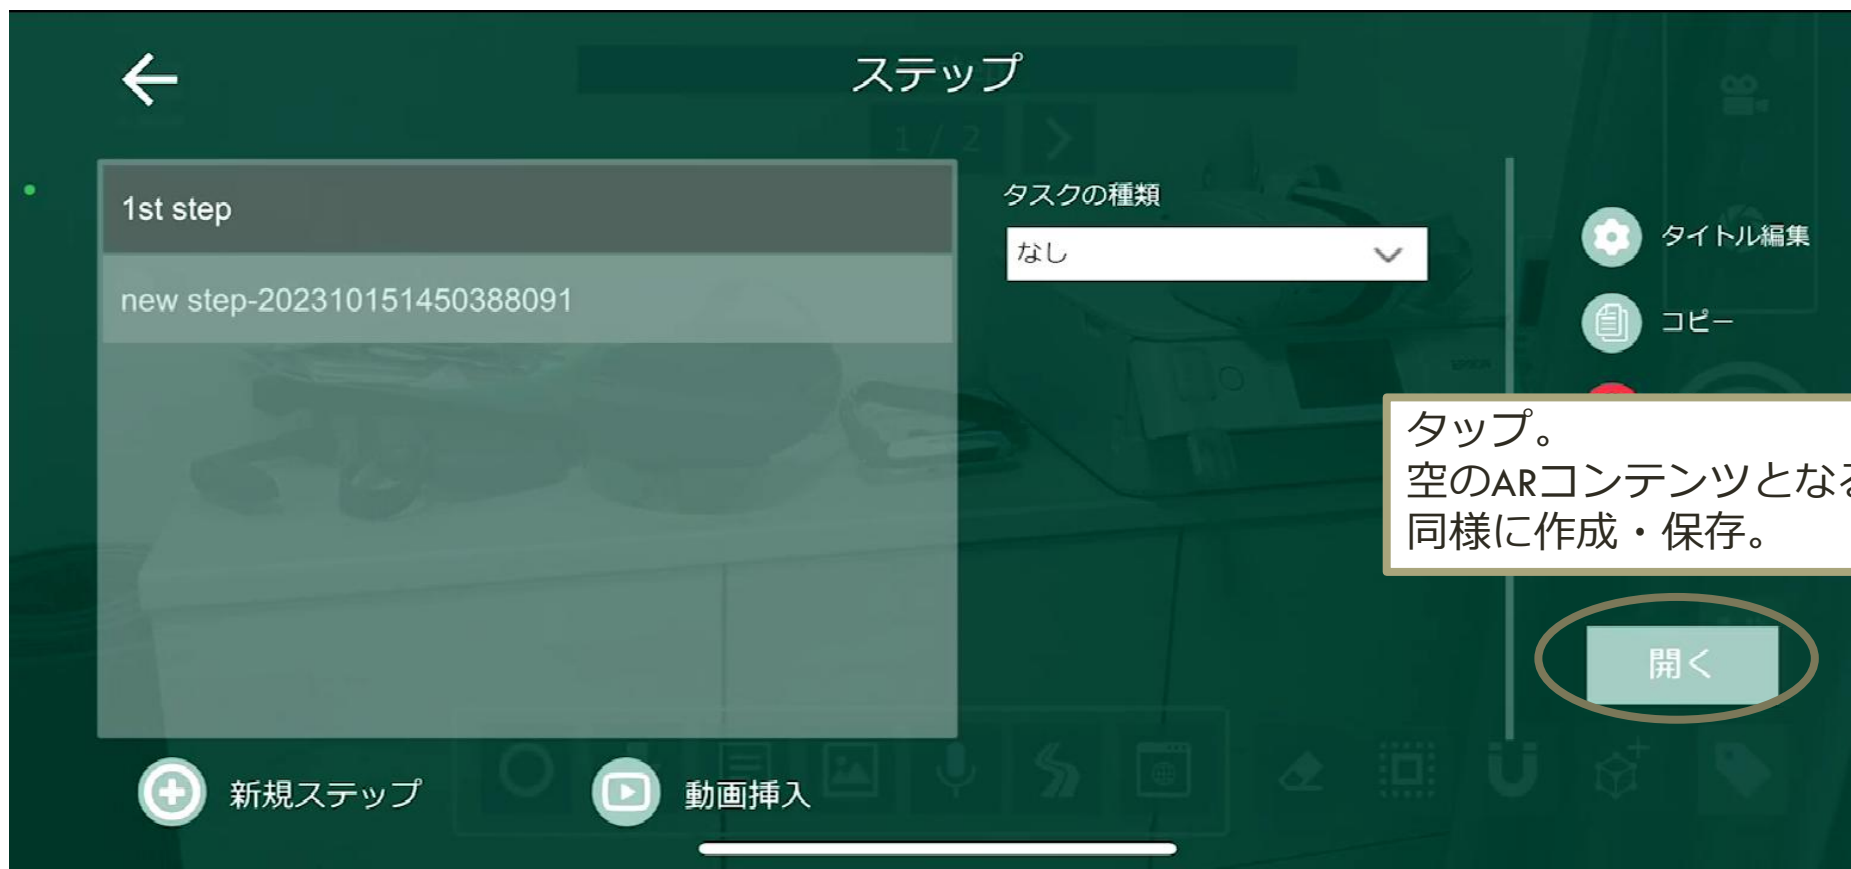 ステップ
1 / 2
1st step
new step-202310151450388091
タスクの種類
なし
タイトル編集
コピー
タップ。
空のARコンテンツとなる
同様に作成・保存。
開く
新規ステップ
動画挿入